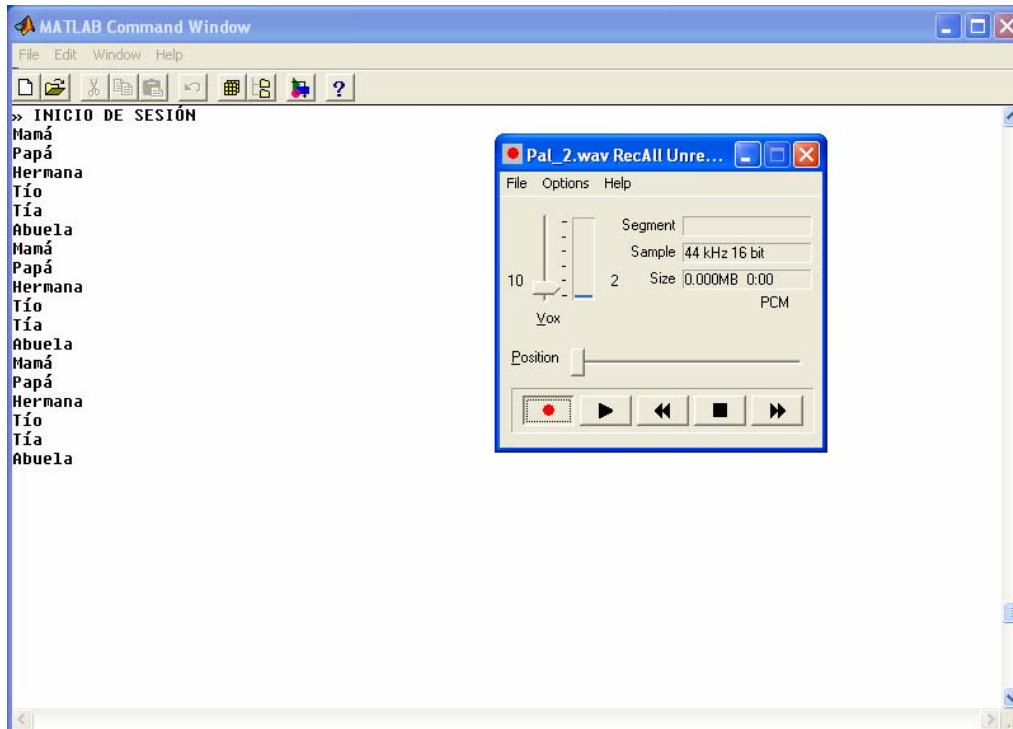 MATLAB Command Window
File Edit Window Help
?
» INICIO DE SESIÓN
Mamá
Papá
Hermana
Tío
Tía
Abuela
Mamá
Papá
Hermana
Tío
Tía
Abuela
Mamá
Papá
Hermana
Tío
Tía
Abuela
Pal_2.wav RecAll Unre...
File Options Help
Segment
Sample 44 kHz 16 bit
10 2 Size 0.000MB 0:00
PCM
Vox
Position